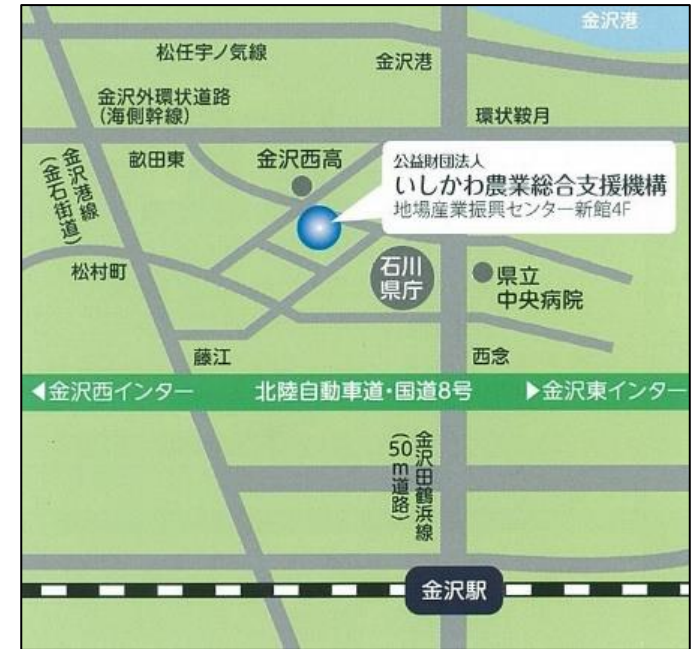 金沢港
松任宇ノ気線
金沢港
金沢外環状道路
(海側幹線)
環状鞍月
畝田東
金沢西高
公益財団法人
いしかわ農業総合支援機構
地場産業振興センター新館4F
金沢港線
(金石街道)
松村町
石川
県庁
県立
中央病院
藤江
西念
◀金沢西インター
北陸自動車道・国道8号
▶金沢東インター
金沢田鶴浜線
(50m道路)
金沢駅